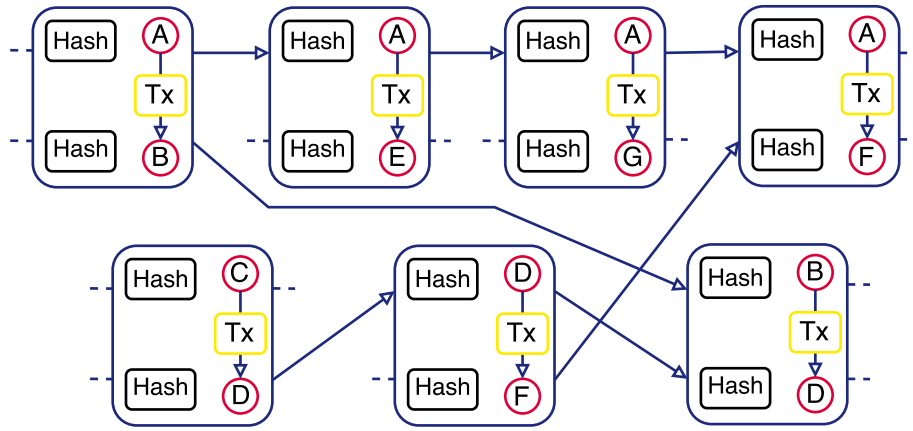 Hash A Hash A Hash A Hash A
Tx Tx Tx Tx
Hash B Hash E Hash G Hash F
Hash C Hash D Hash B
Tx Tx Tx
Hash D Hash F Hash D